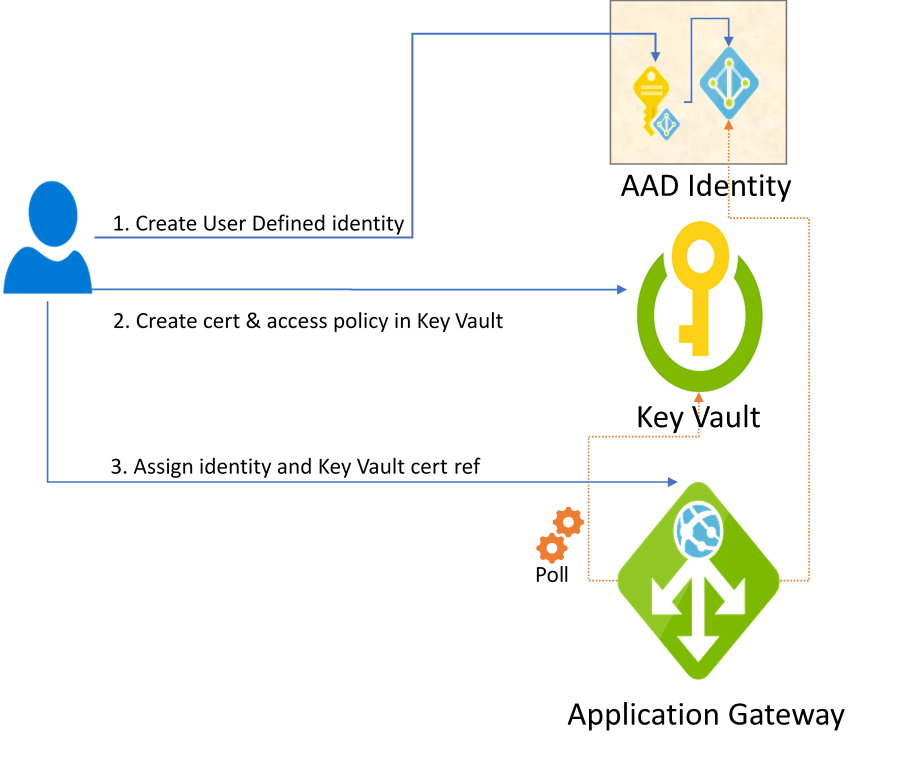 AAD Identity
1. Create User Defined identity
2. Create cert & access policy in Key Vault
Key Vault
3. Assign identity and Key Vault cert ref
Poll
Application Gateway